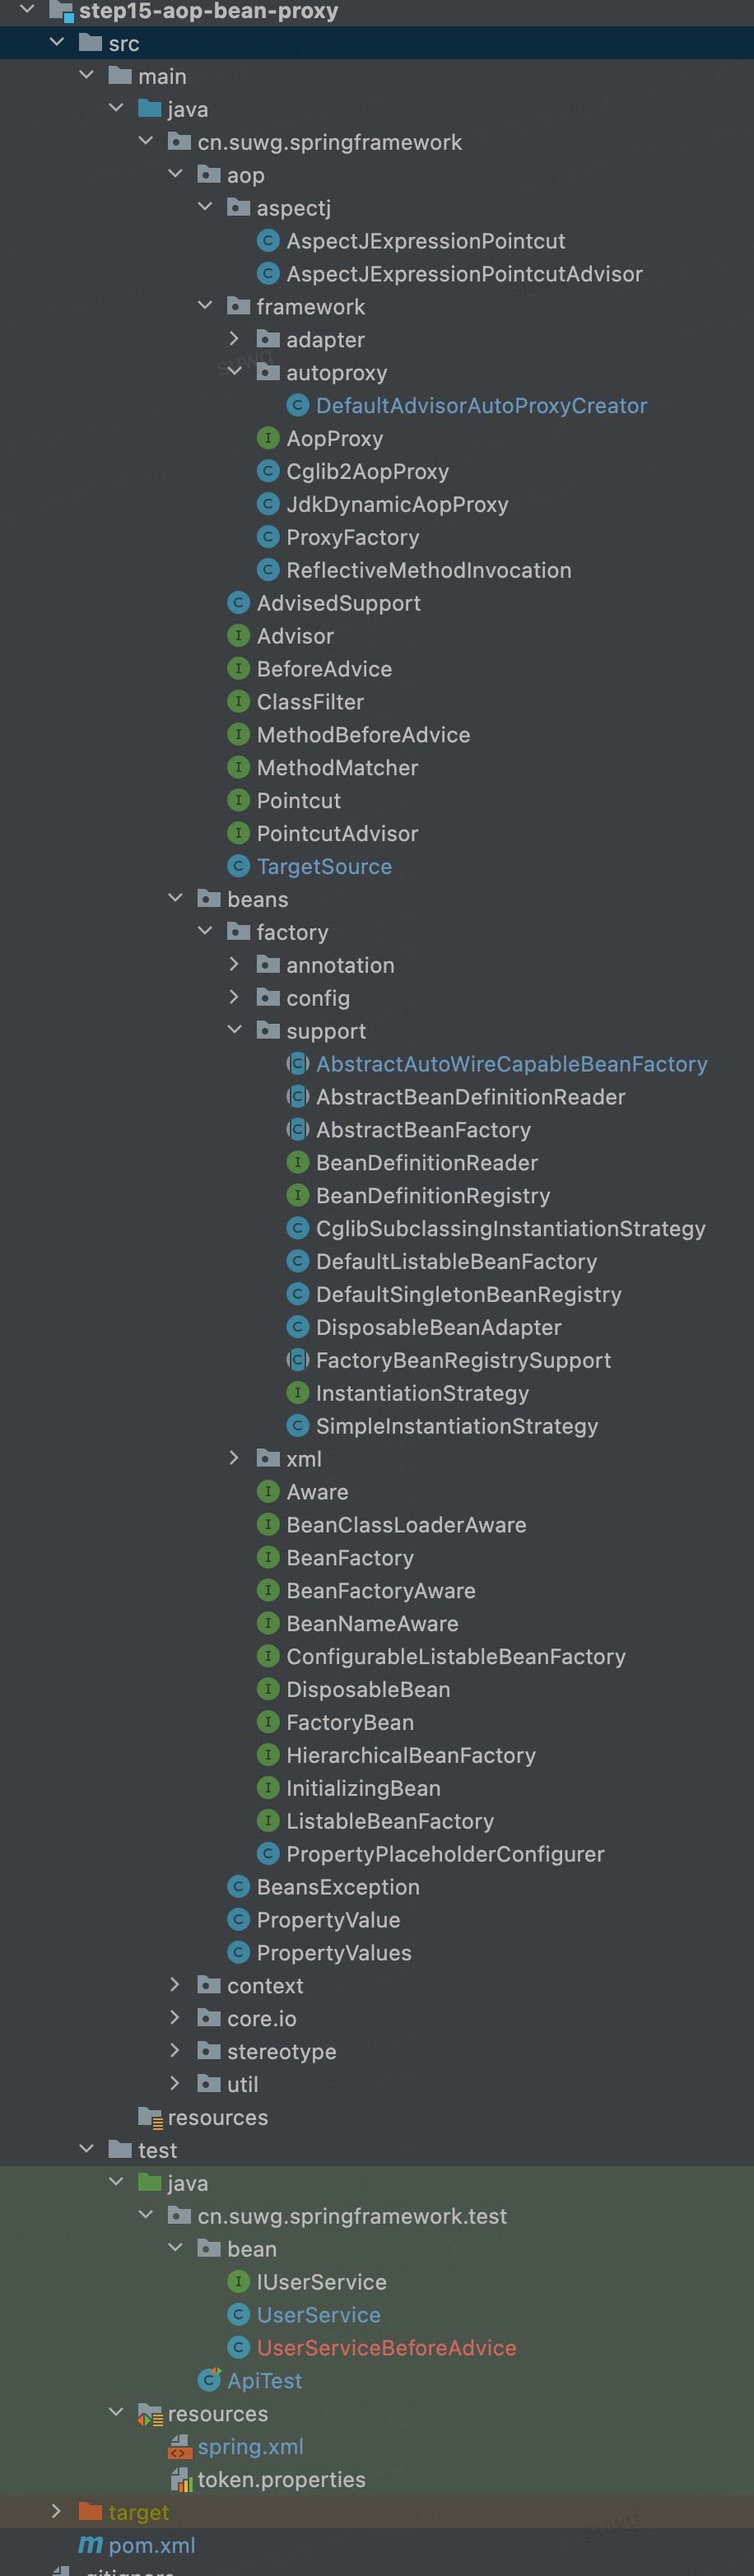 step15-aop-bean-proxy
src
main
java
cn.suwg.springframework
aop
aspectj
AspectJExpressionPointcut
AspectJExpressionPointcutAdvisor
framework
adapter
suwg
autoproxy
DefaultAdvisorAutoProxyCreator
AopProxy
Cglib2AopProxy
JdkDynamicAopProxy
ProxyFactory
ReflectiveMethodInvocation
AdvisedSupport
Advisor
BeforeAdvice
ClassFilter
MethodBeforeAdvice
MethodMatcher
Pointcut
PointcutAdvisor
TargetSource
beans
factory
annotation
config
support
AbstractAutoWireCapableBeanFactory
AbstractBeanDefinitionReader
AbstractBeanFactory
BeanDefinitionReader
BeanDefinitionRegistry
CglibSubclassingInstantiationStrategy
DefaultListableBeanFactory
DefaultSingletonBeanRegistry
DisposableBeanAdapter
FactoryBeanRegistrySupport
InstantiationStrategy
SimpleInstantiationStrategy
xml
Aware
BeanClassLoaderAware
BeanFactory
BeanFactoryAware
BeanNameAware
ConfigurableListableBeanFactory
DisposableBean
FactoryBean
HierarchicalBeanFactory
InitializingBean
ListableBeanFactory
PropertyPlaceholderConfigurer
BeansException
PropertyValue
PropertyValues
context
core.io
stereotype
util
resources
test
java
cn.suwg.springframework.test
bean
IUserService
UserService
UserServiceBeforeAdvice
ApiTest
resources
spring.xml
token.properties
target
suwg
pom.xml
.gitignore